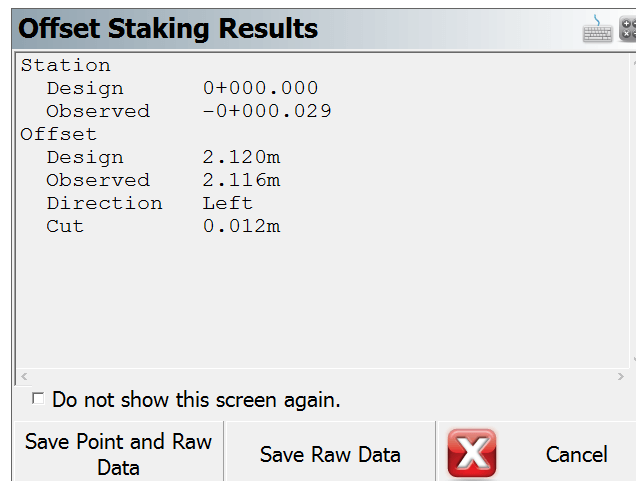 Offset Staking Results
Station
Design 0+000.000
Observed -0+000.029
Offset
Design 2.120m
Observed 2.116m
Direction Left
Cut 0.012m
Do not show this screen again.
Save Point and Raw
Data
Save Raw Data
Cancel